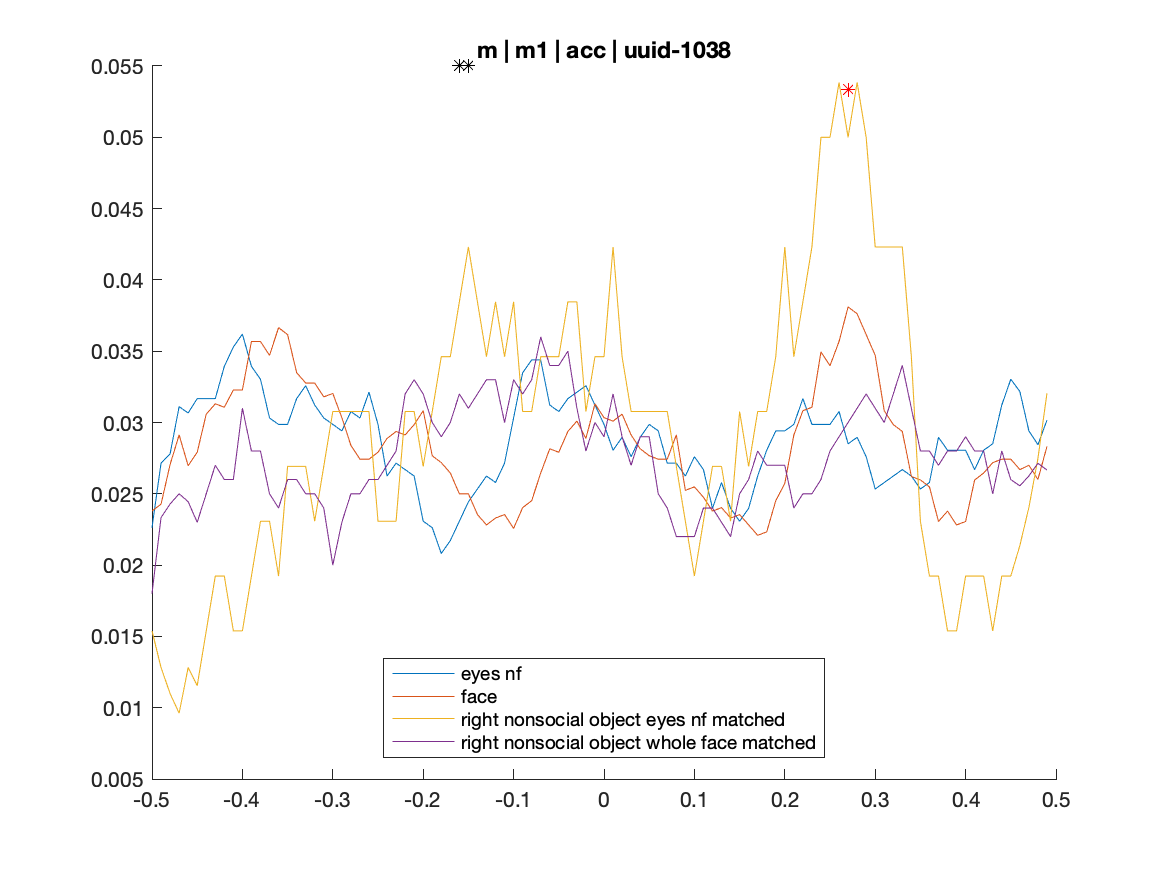 m | m1 | acc | uuid-1038
0.055
0.05
0.045
0.04
0.035
0.03
0.025
0.02
0.015
0.01
0.005
eyes nf
face
right nonsocial object eyes nf matched
right nonsocial object whole face matched
-0.5 -0.4 -0.3 -0.2 -0.1 0 0.1 0.2 0.3 0.4 0.5